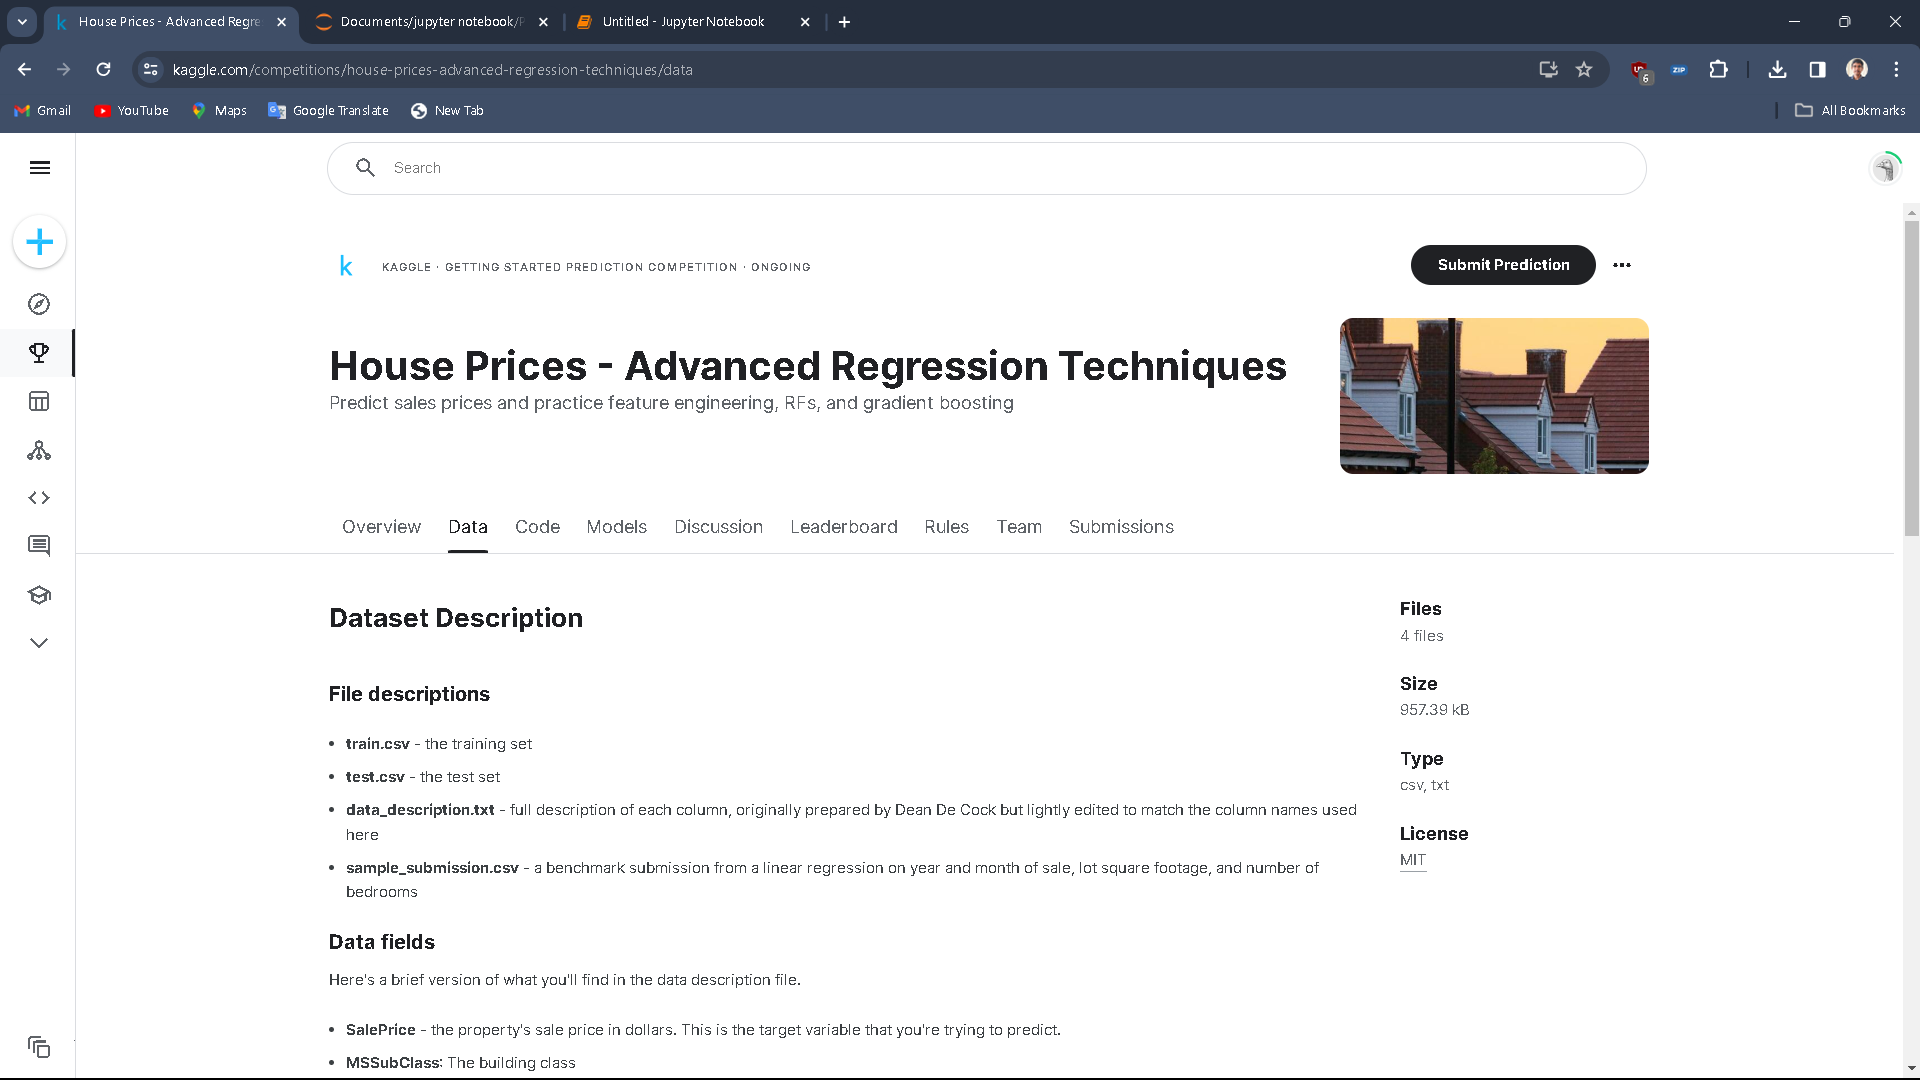 House Prices - Advanced Regre
Documents/jupyter notebook/P
Untitled - Jupyter Notebook
kaggle.com/competitions/house-prices-advanced-regression-techniques/data
6
ZIP
Gmail
YouTube
Maps
Google Translate
New Tab
All Bookmarks
Search
k
KAGGLE · GETTING STARTED PREDICTION COMPETITION · ONGOING
Submit Prediction
House Prices - Advanced Regression Techniques
Predict sales prices and practice feature engineering, RFs, and gradient boosting
Overview Data Code Models Discussion Leaderboard Rules Team Submissions
Dataset Description
File descriptions
• train.csv - the training set
• test.csv - the test set
• data_description.txt - full description of each column, originally prepared by Dean De Cock but lightly edited to match the column names used
here
• sample_submission.csv - a benchmark submission from a linear regression on year and month of sale, lot square footage, and number of
bedrooms
Data fields
Here's a brief version of what you'll find in the data description file.
• SalePrice - the property's sale price in dollars. This is the target variable that you're trying to predict.
• MSSubClass: The building class
Files
4 files
Size
957.39 kB
Type
csv, txt
License
MIT